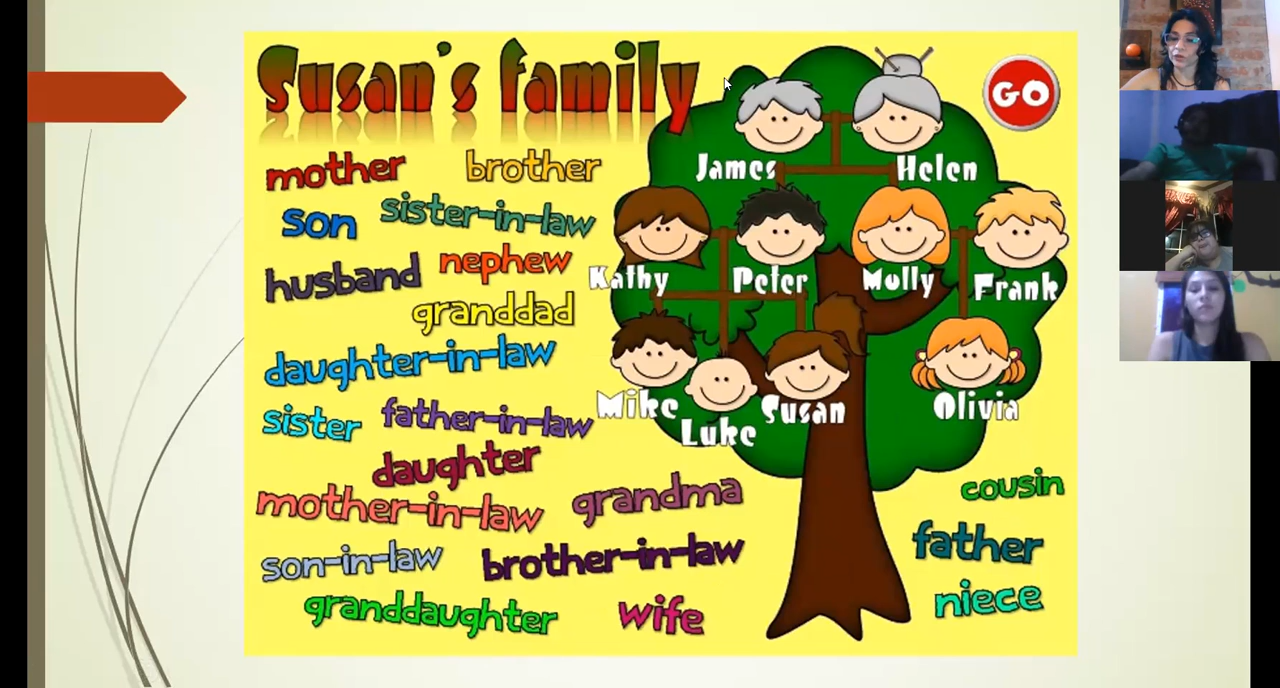 Susan's family
GO
mother brother
James Helen
son sister-in-law
husband nephew
Kathy Peter Molly Frank
granddad
daughter-in-law
Mike Susan Olivia
sister father-in-law
Luke
daughter
mother-in-law grandma cousin
son-in-law brother-in-law father
granddaughter wife niece